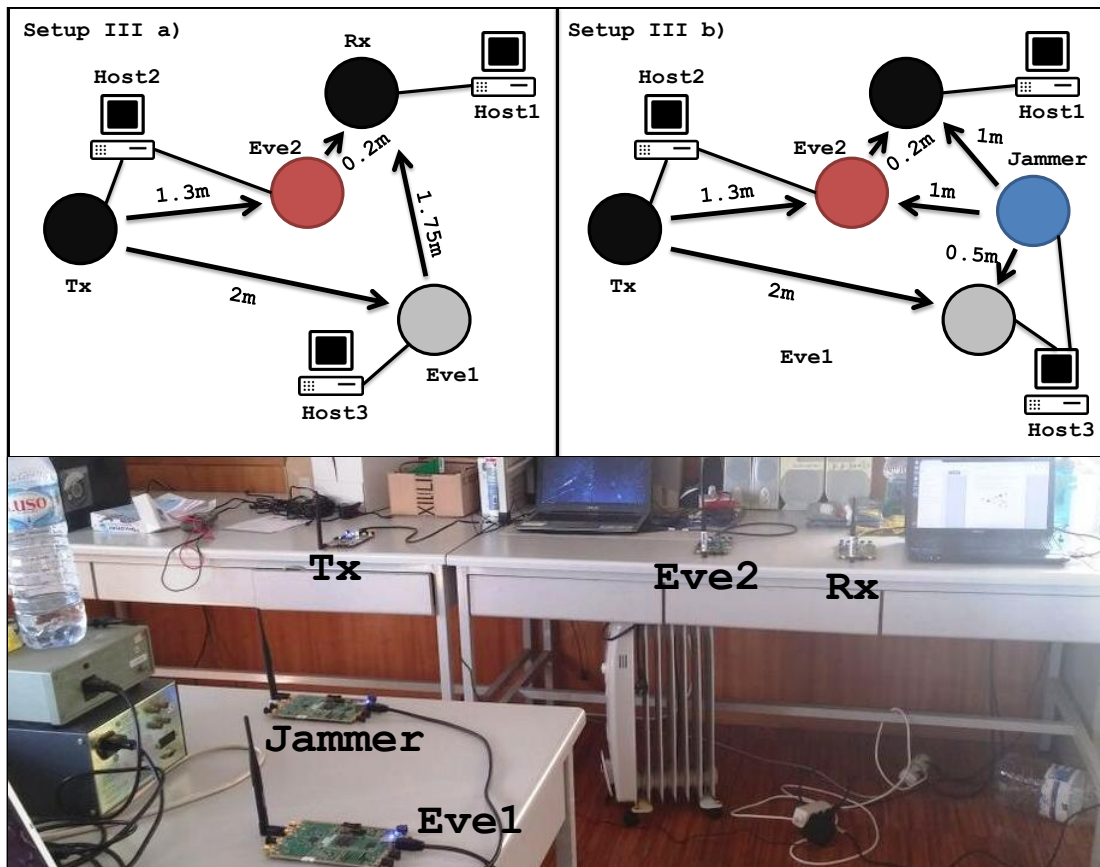 Setup III a)
Rx
Host2
Host1
Eve2
0.2m
1.3m
1.75m
Tx
2m
Eve1
Host3
Setup III b)
Host2
Host1
Eve2
0.2m
1m
Jammer
1.3m
1m
0.5m
Tx
2m
Eve1
Host3
XILI
Tx
Eve2
Rx
Jammer
Eve1